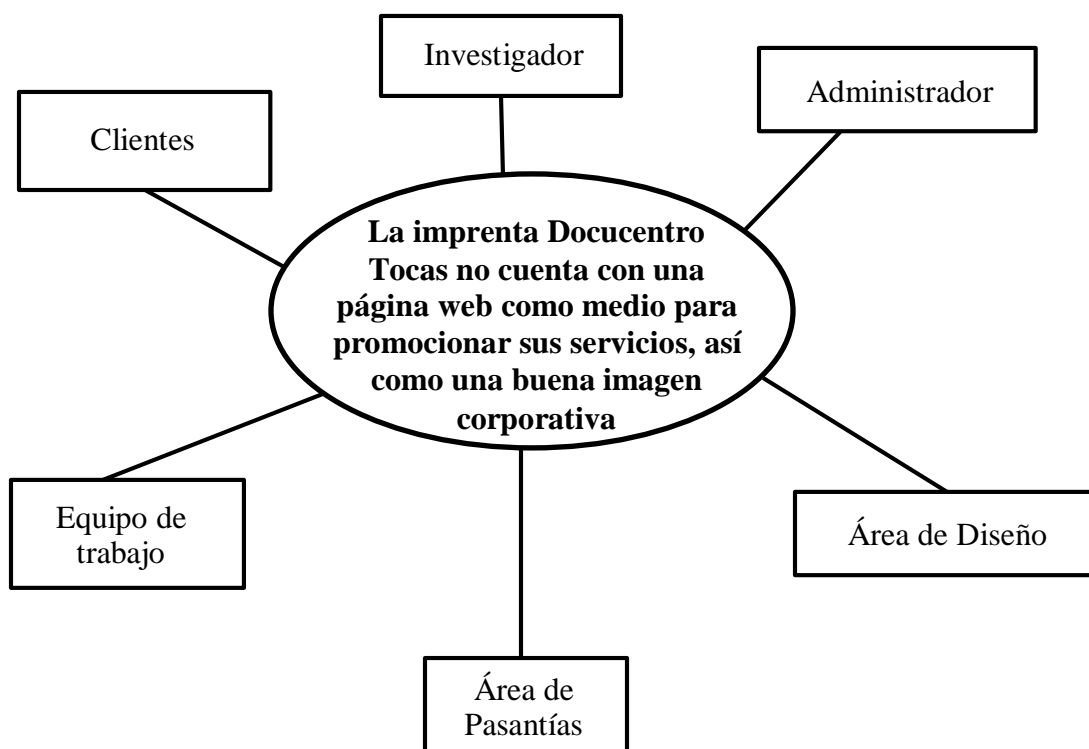 Investigador
Administrador
Clientes
La imprenta Docucentro
Tocas no cuenta con una
página web como medio para
promocionar sus servicios, así
como una buena imagen
corporativa
Equipo de
trabajo
Área de Diseño
Área de
Pasantías